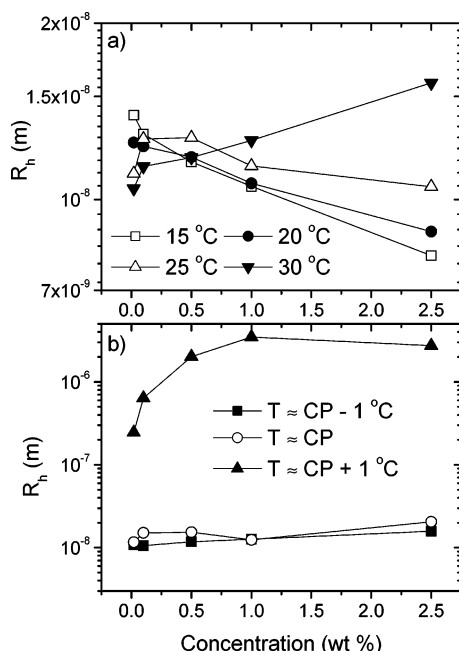 a)
2x10⁻⁸
1.5x10⁻⁸
10⁻⁸
7x10⁻⁹
R_h (m)
15 °C
20 °C
25 °C
30 °C
0.0 0.5 1.0 1.5 2.0 2.5
b)
10⁻⁶
10⁻⁷
10⁻⁸
R_h (m)
T ≈ CP - 1 °C
T ≈ CP
T ≈ CP + 1 °C
0.0 0.5 1.0 1.5 2.0 2.5
Concentration (wt %)